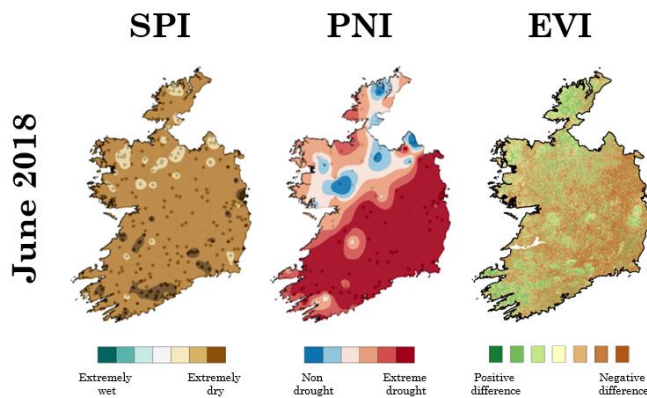 SPI
PNI
EVI
June 2018
Extremely
wet
Extremely
dry
Non
drought
Extreme
drought
Positive
difference
Negative
difference